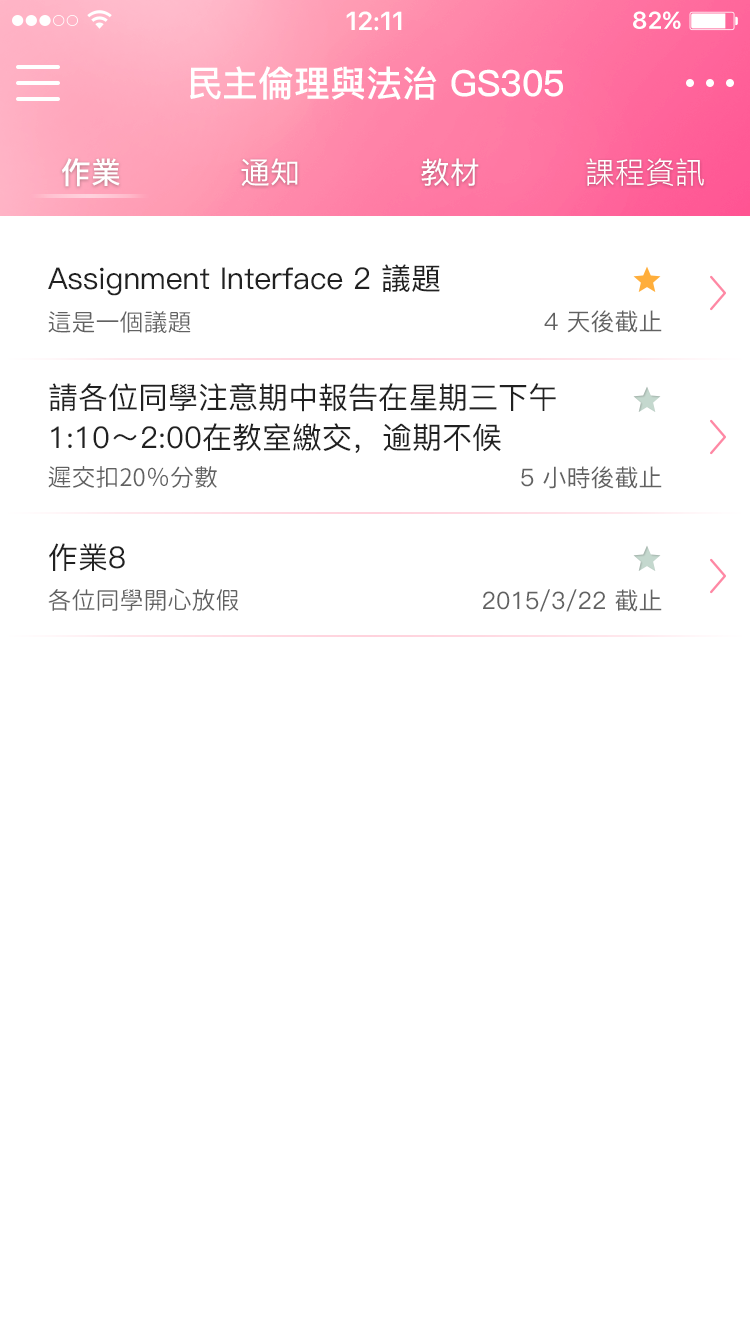 12:11
82%
民主倫理與法治 GS305
作業
通知
教材
課程資訊
Assignment Interface 2 議題
這是一個議題
4 天後截止
請各位同學注意期中報告在星期三下午
1:10～2:00在教室繳交，逾期不候
遲交扣20%分數
5 小時後截止
作業8
各位同學開心放假
2015/3/22 截止